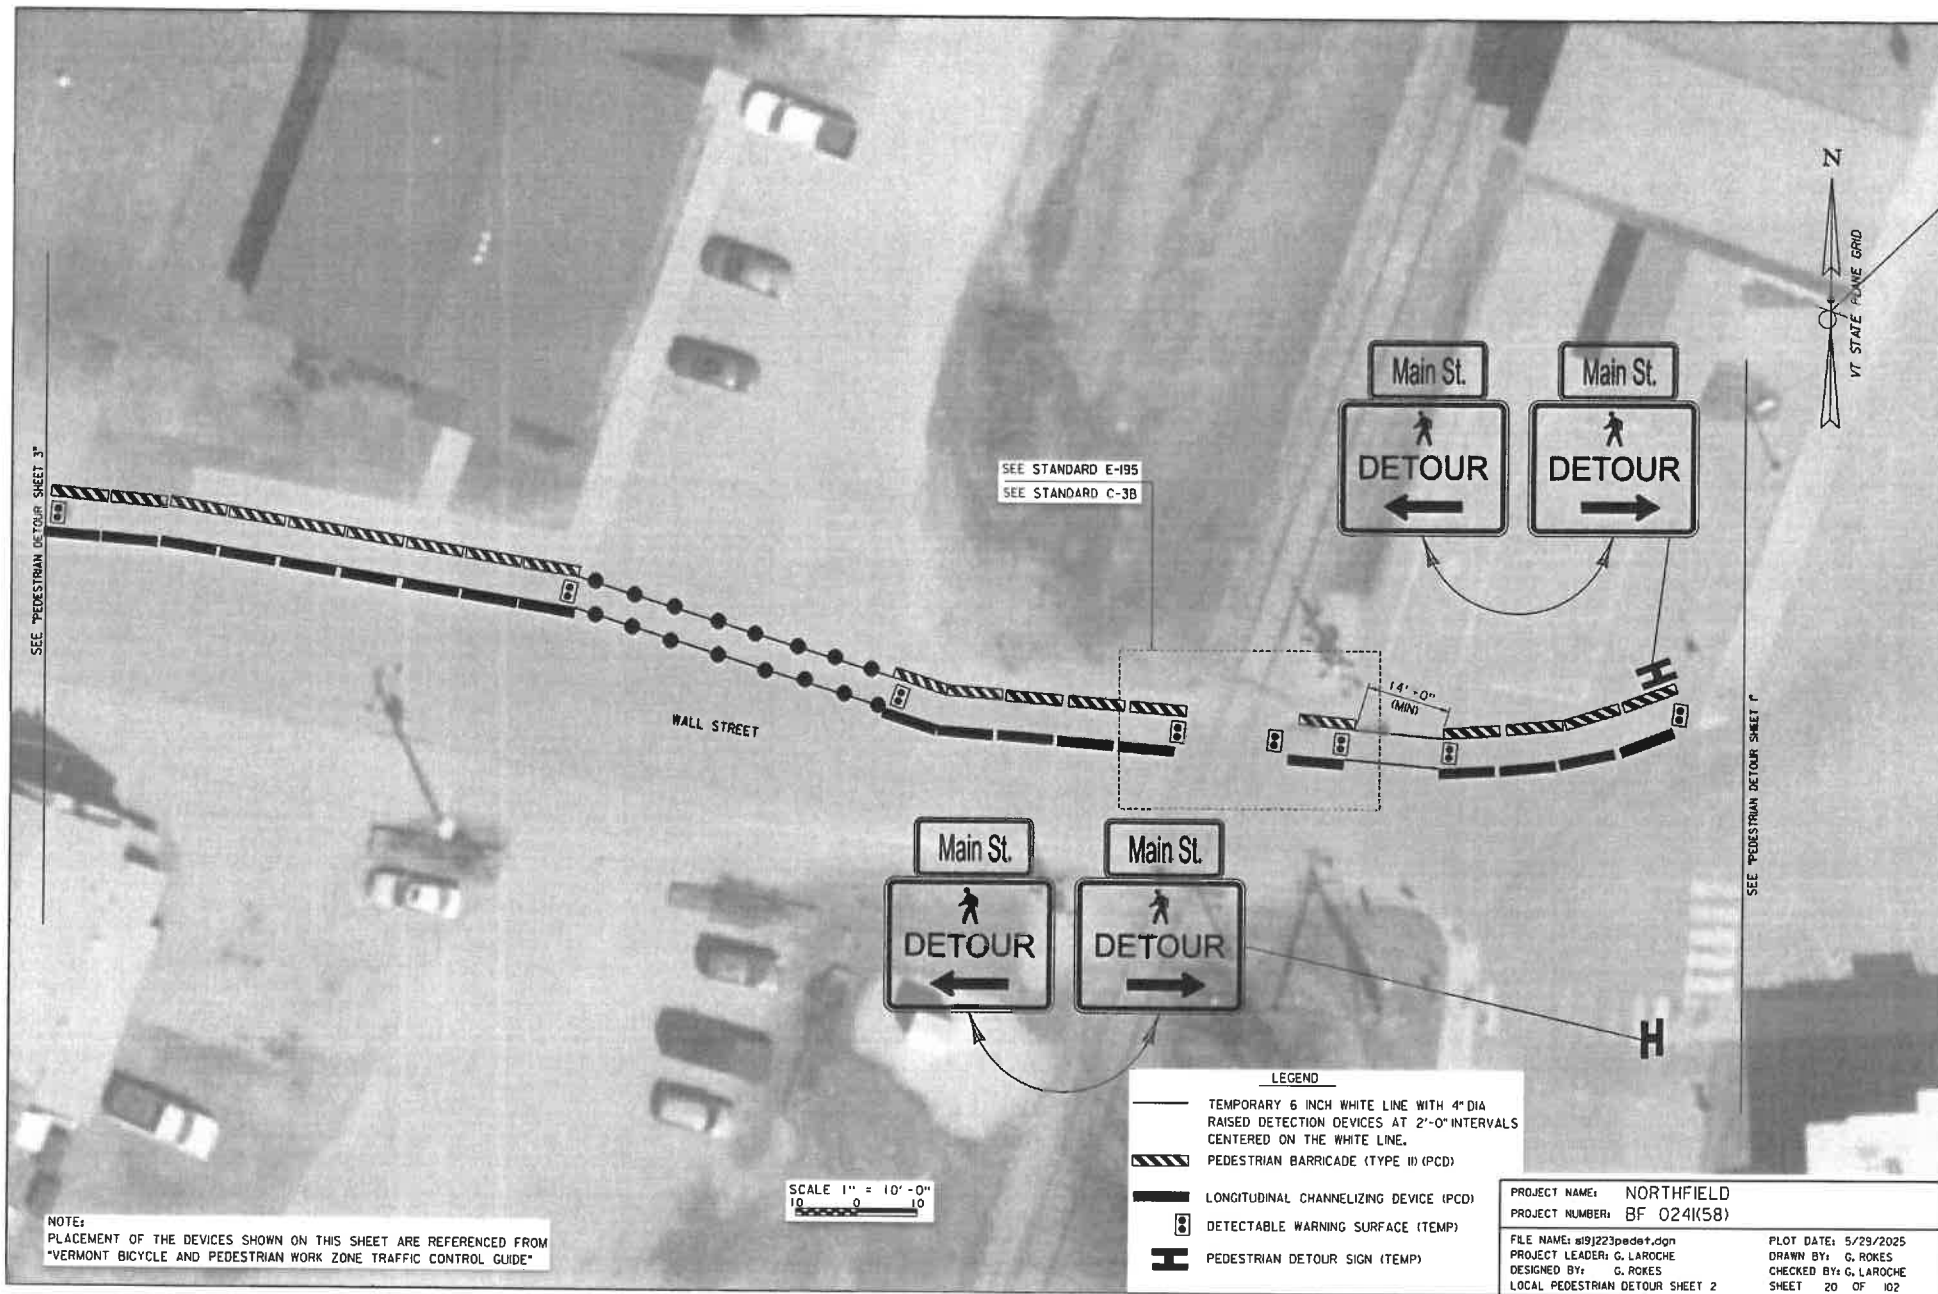 N
VT STATE PLANE GRID
Main St.
DETOUR
Main St.
DETOUR
SEE "PEDESTRIAN DETOUR SHEET 3"
SEE STANDARD E-195
SEE STANDARD C-3B
14'-0"
(MIN)
WALL STREET
SEE "PEDESTRIAN DETOUR SHEET 1"
Main St.
DETOUR
Main St.
DETOUR
LEGEND
TEMPORARY 6 INCH WHITE LINE WITH 4" DIA
RAISED DETECTION DEVICES AT 2'-0" INTERVALS
CENTERED ON THE WHITE LINE.
PEDESTRIAN BARRICADE (TYPE II) (PCD)
LONGITUDINAL CHANNELIZING DEVICE (PCD)
DETECTABLE WARNING SURFACE (TEMP)
PEDESTRIAN DETOUR SIGN (TEMP)
SCALE 1" = 10'-0"
10 0 10
NOTE:
PLACEMENT OF THE DEVICES SHOWN ON THIS SHEET ARE REFERENCED FROM
"VERMONT BICYCLE AND PEDESTRIAN WORK ZONE TRAFFIC CONTROL GUIDE"
PROJECT NAME: NORTHFIELD
PROJECT NUMBER: BF 0241(58)
FILE NAME: s19j223pedet.dgn PLOT DATE: 5/29/2025
PROJECT LEADER: G. LAROCHE DRAWN BY: G. ROKES
DESIGNED BY: G. ROKES CHECKED BY: G. LAROCHE
LOCAL PEDESTRIAN DETOUR SHEET 2 SHEET 20 OF 102